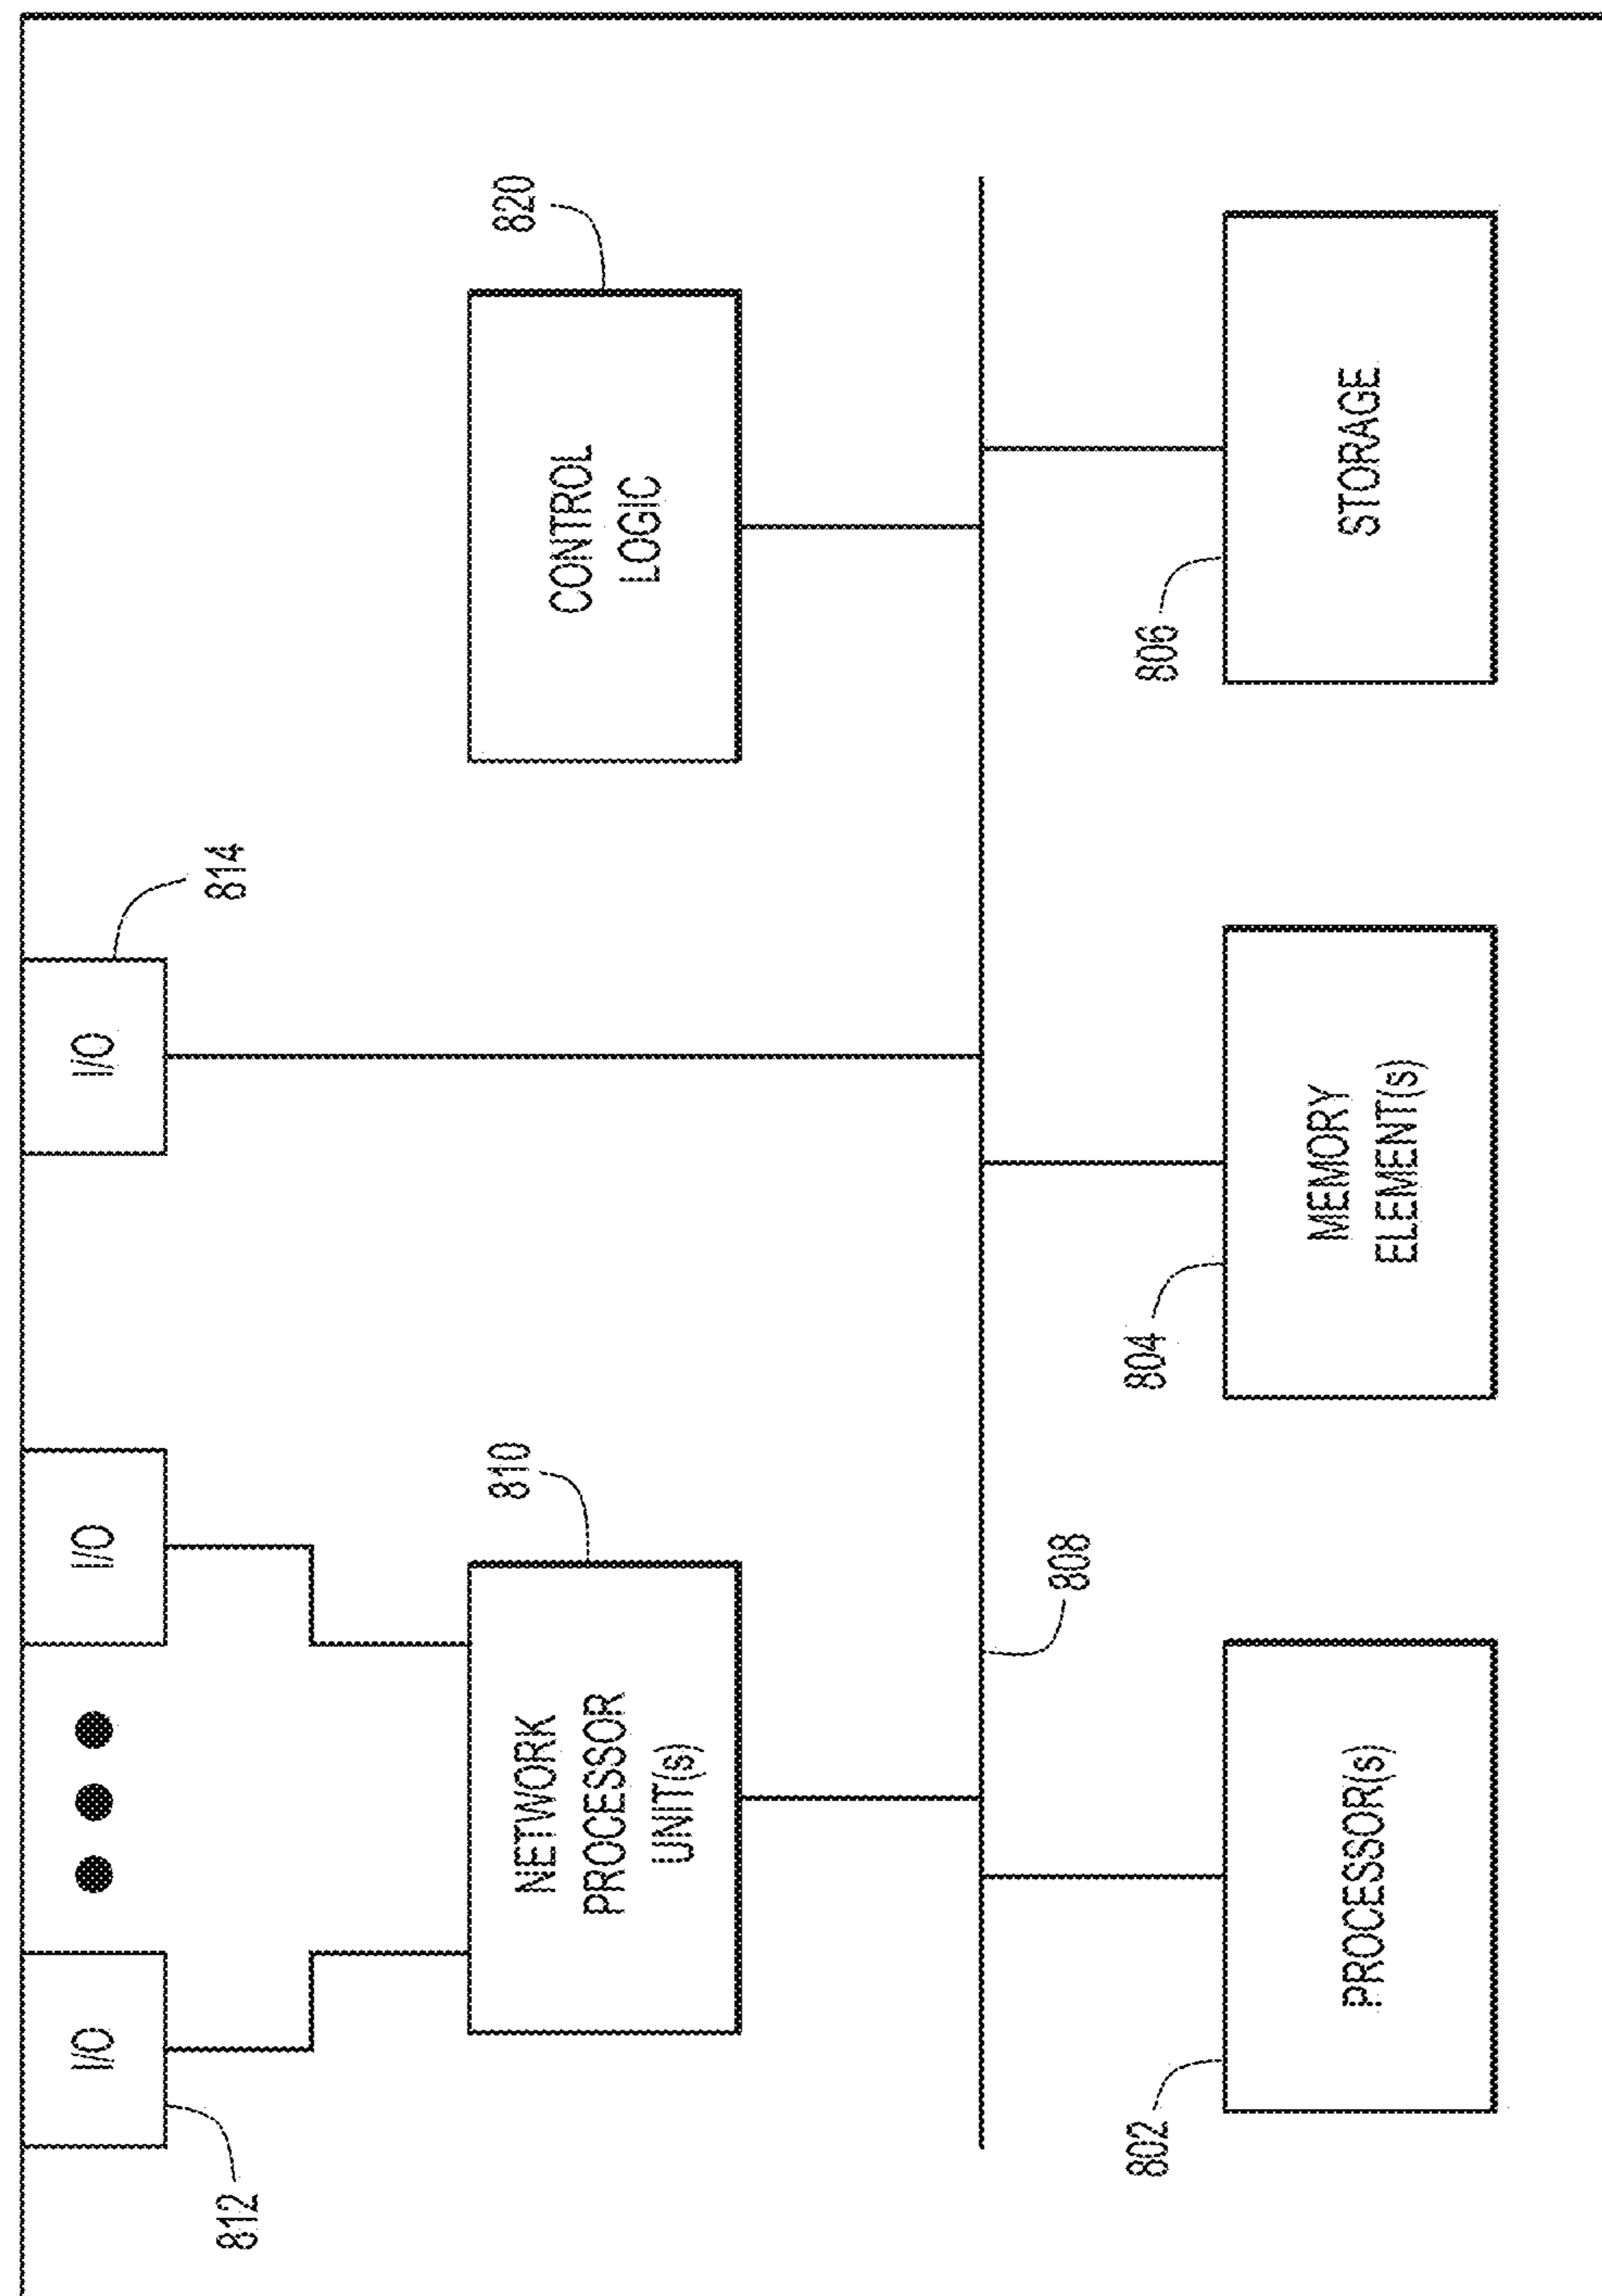 I/O
I/O
I/O
812
814
820
810
NETWORK
PROCESSOR
UNIT(s)
CONTROL
LOGIC
808
802
804
806
PROCESSOR(s)
MEMORY
ELEMENT(s)
STORAGE